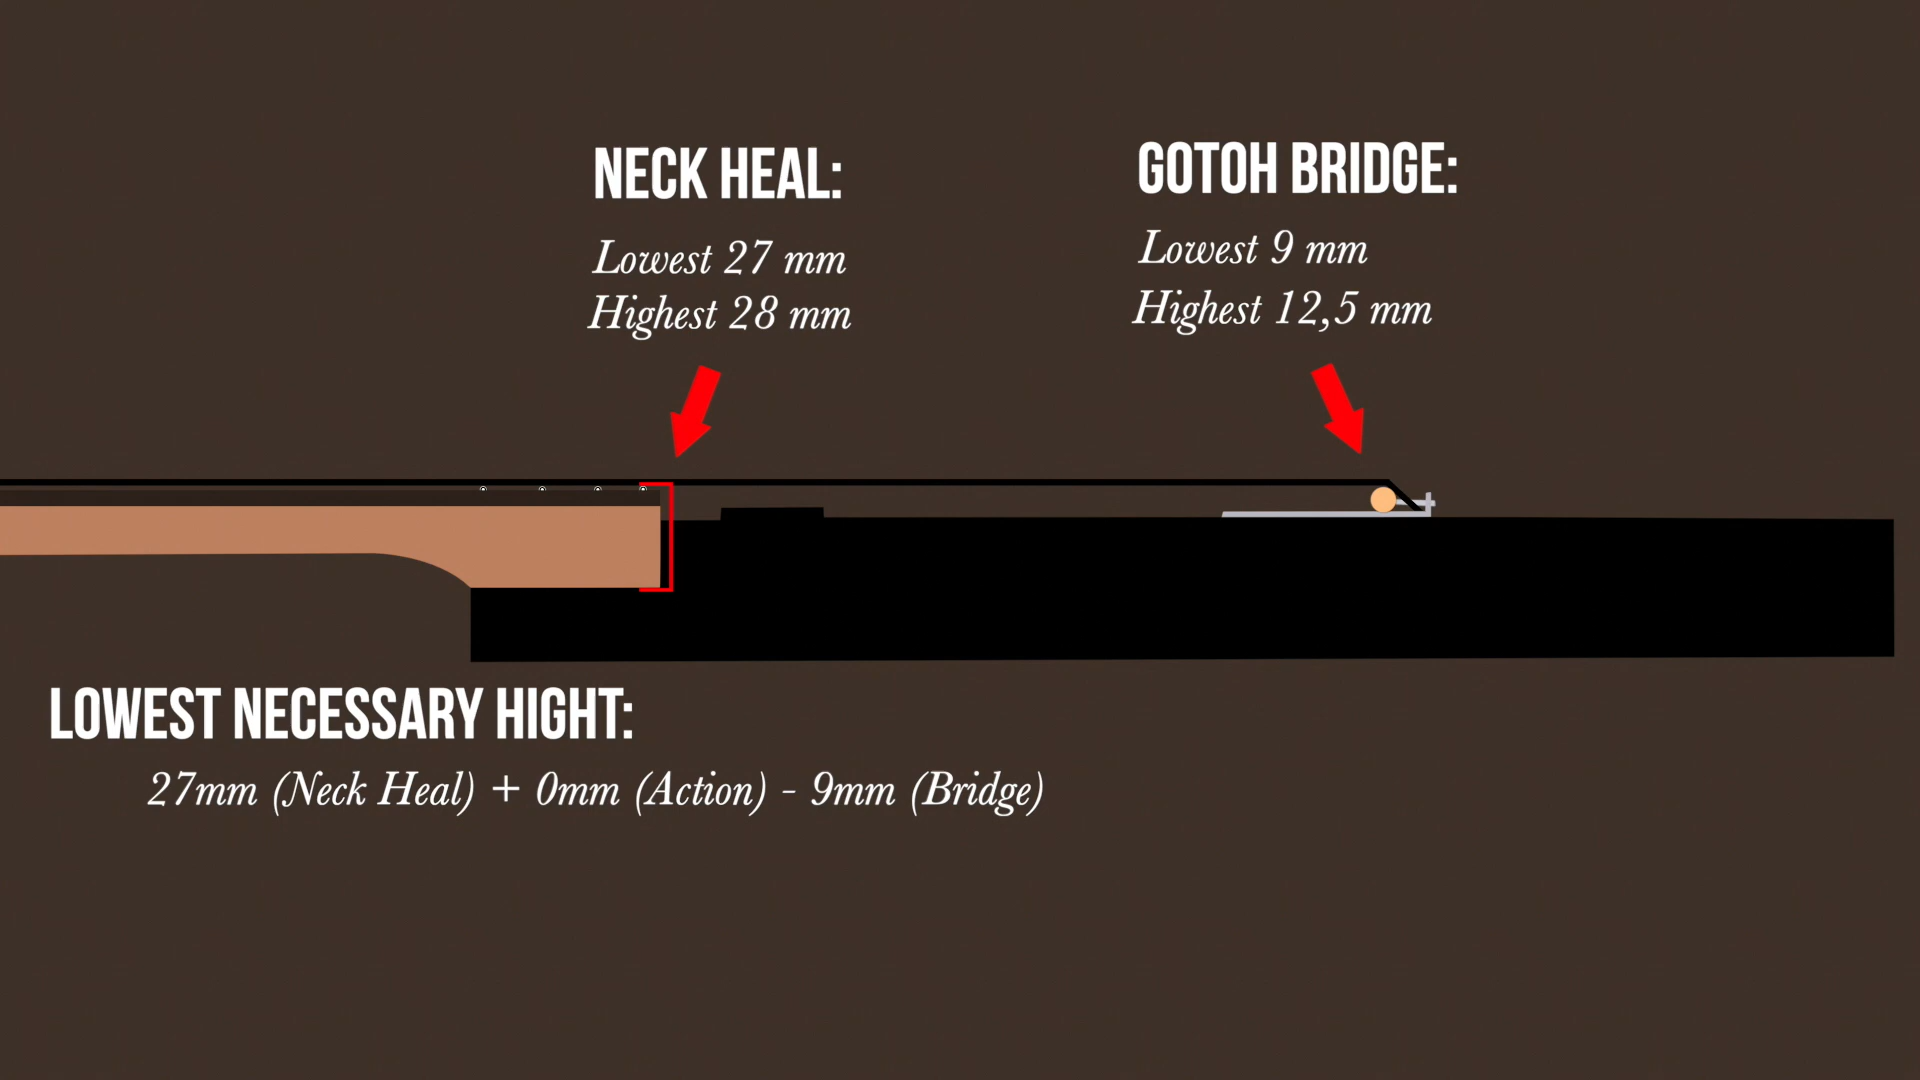 NECK HEAL:
Lowest 27 mm
Highest 28 mm
GOTOH BRIDGE:
Lowest 9 mm
Highest 12,5 mm
LOWEST NECESSARY HIGHT:
27mm (Neck Heal) + 0mm (Action) - 9mm (Bridge)